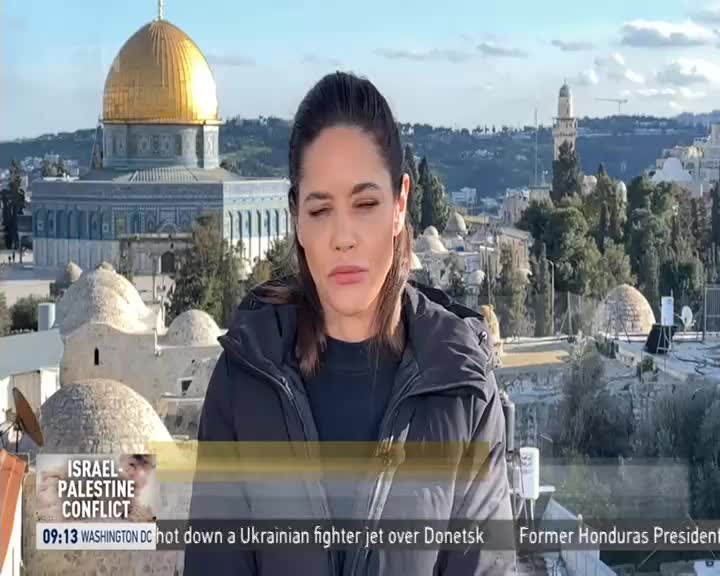 ISRAEL-
PALESTINE
CONFLICT
09:13 WASHINGTON DC
hot down a Ukrainian fighter jet over Donetsk Former Honduras President